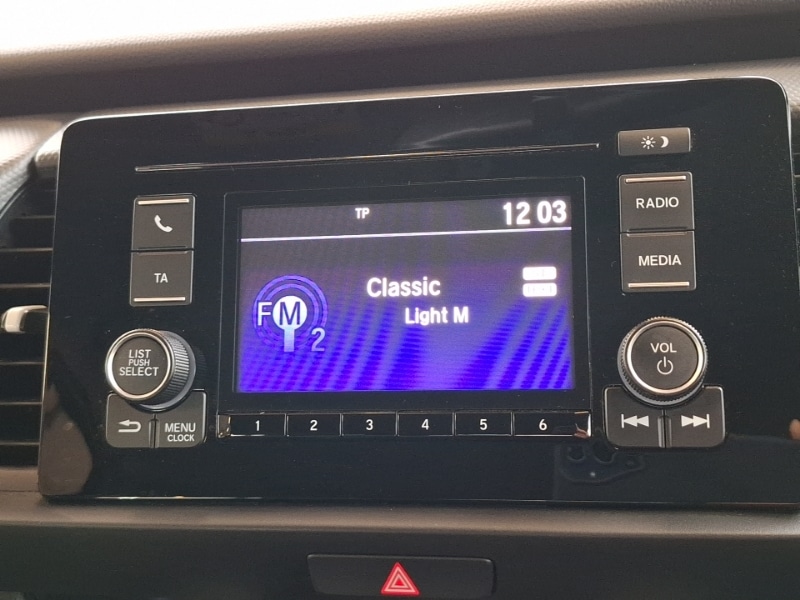 TP 12 03
RADIO
TA
MEDIA
Classic
Light M
FM
2
LIST
PUSH
SELECT
VOL
MENU
CLOCK
1 2 3 4 5 6